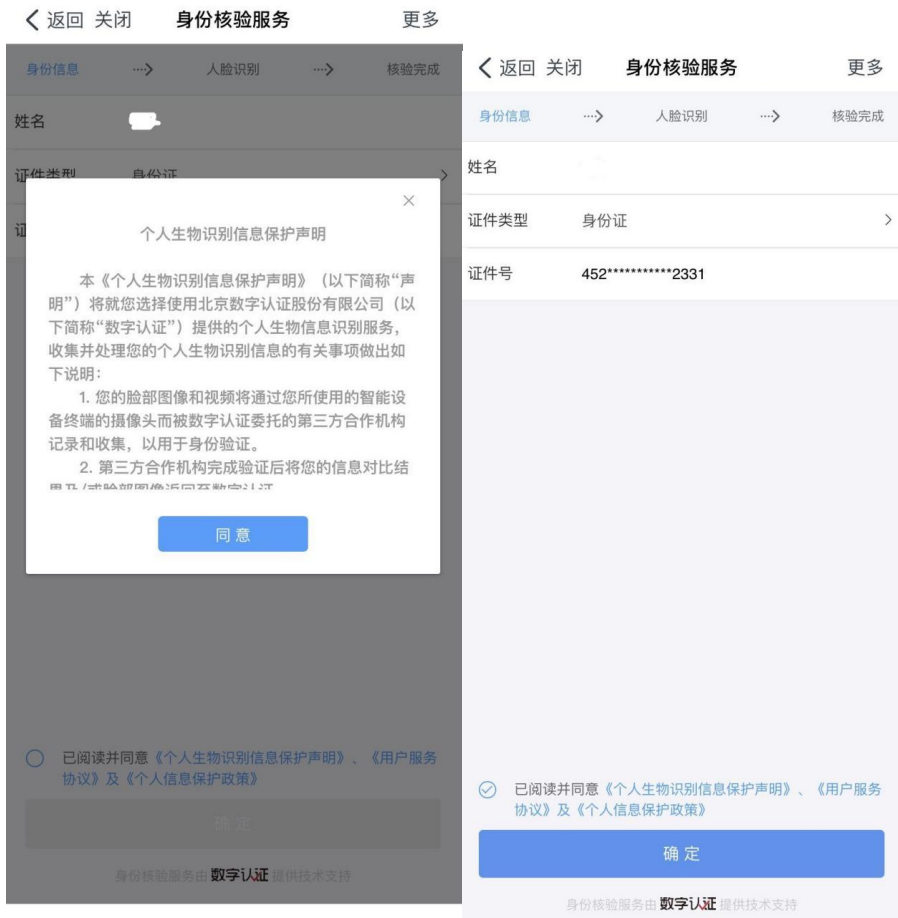 返回 关闭 身份核验服务 更多
身份信息 ····> 人脸识别 ····> 核验完成
姓名
证件类型 身份证 >
证
×
个人生物识别信息保护声明
本《个人生物识别信息保护声明》（以下简称“声
明”）将就您选择使用北京数字认证股份有限公司（以
下简称“数字认证”）提供的个人生物信息识别服务，
收集并处理您的个人生物识别信息的有关事项做出如
下说明：
1. 您的脸部图像和视频将通过您所使用的智能设
备终端的摄像头而被数字认证委托的第三方合作机构
记录和收集，以用于身份验证。
2. 第三方合作机构完成验证后将您的信息对比结
果及/或脸部图像返回至数字认证
同意
已阅读并同意《个人生物识别信息保护声明》、《用户服务
协议》及《个人信息保护政策》
确定
身份核验服务由 数字认证 提供技术支持
返回 关闭 身份核验服务 更多
身份信息 ····> 人脸识别 ····> 核验完成
姓名
证件类型 身份证 >
证件号 452***********2331
已阅读并同意《个人生物识别信息保护声明》、《用户服务
协议》及《个人信息保护政策》
确定
身份核验服务由 数字认证 提供技术支持